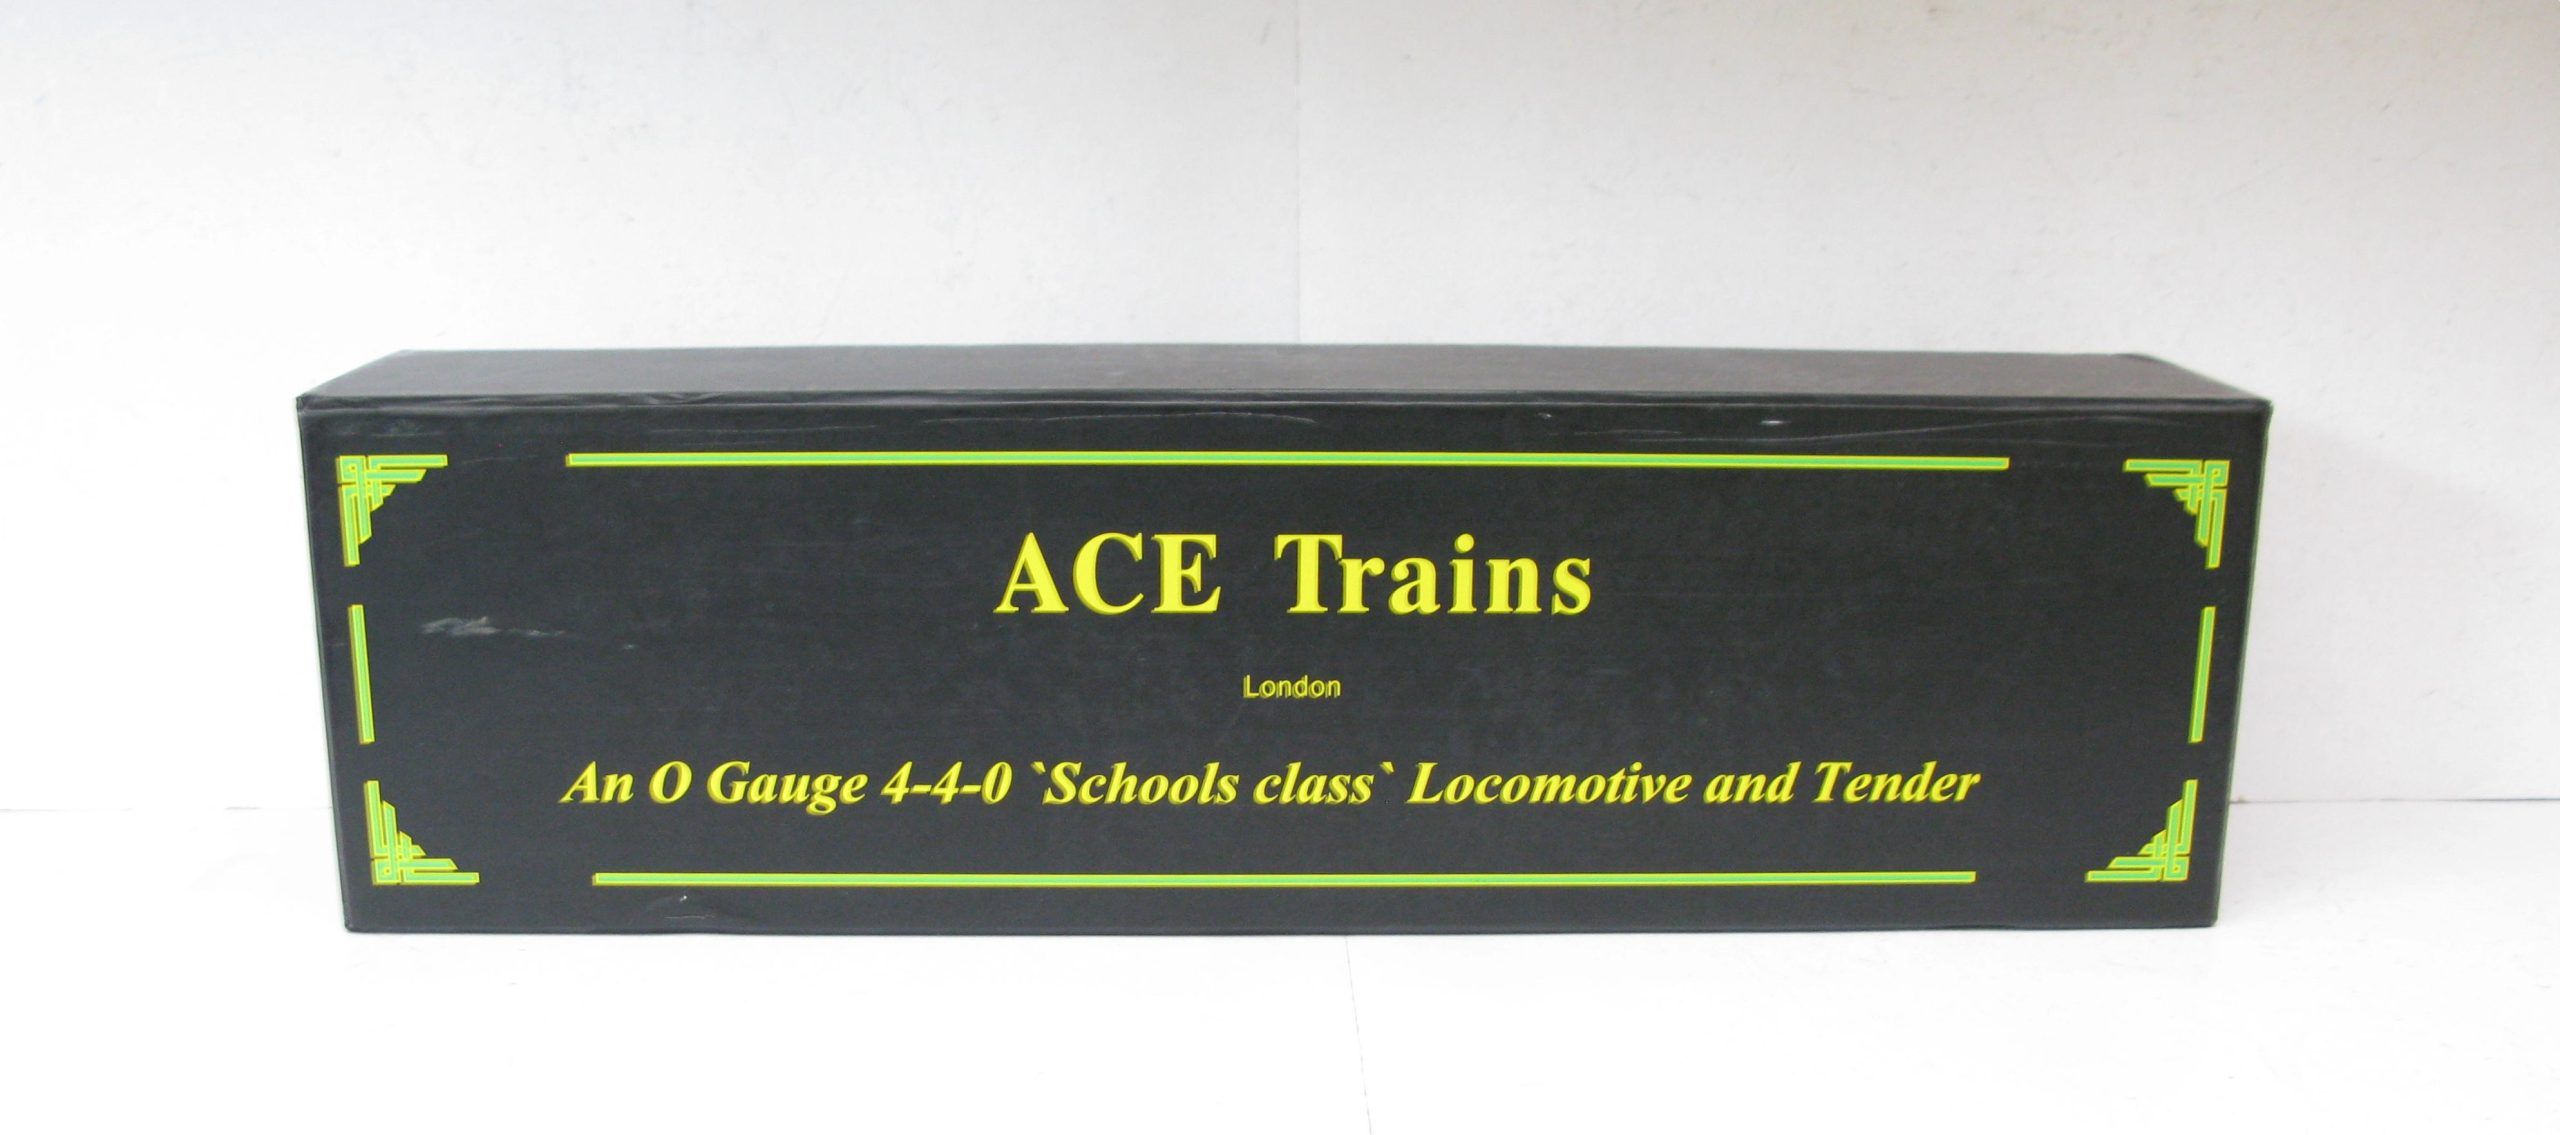 ACE Trains
London
An O Gauge 4-4-0 `Schools class` Locomotive and Tender